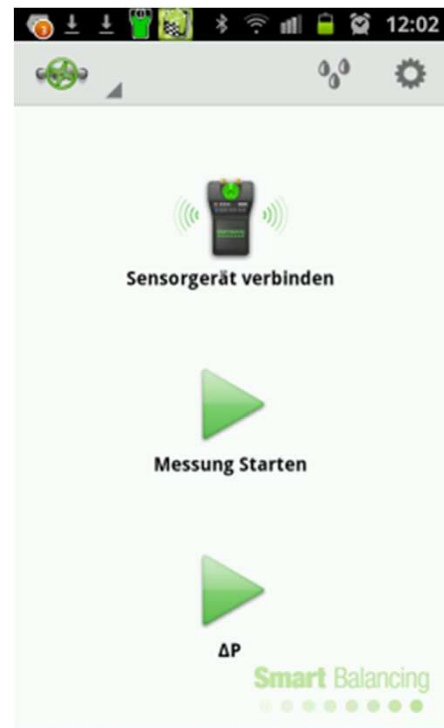 12:02
Sensorgerät verbinden
Messung Starten
ΔP
Smart Balancing